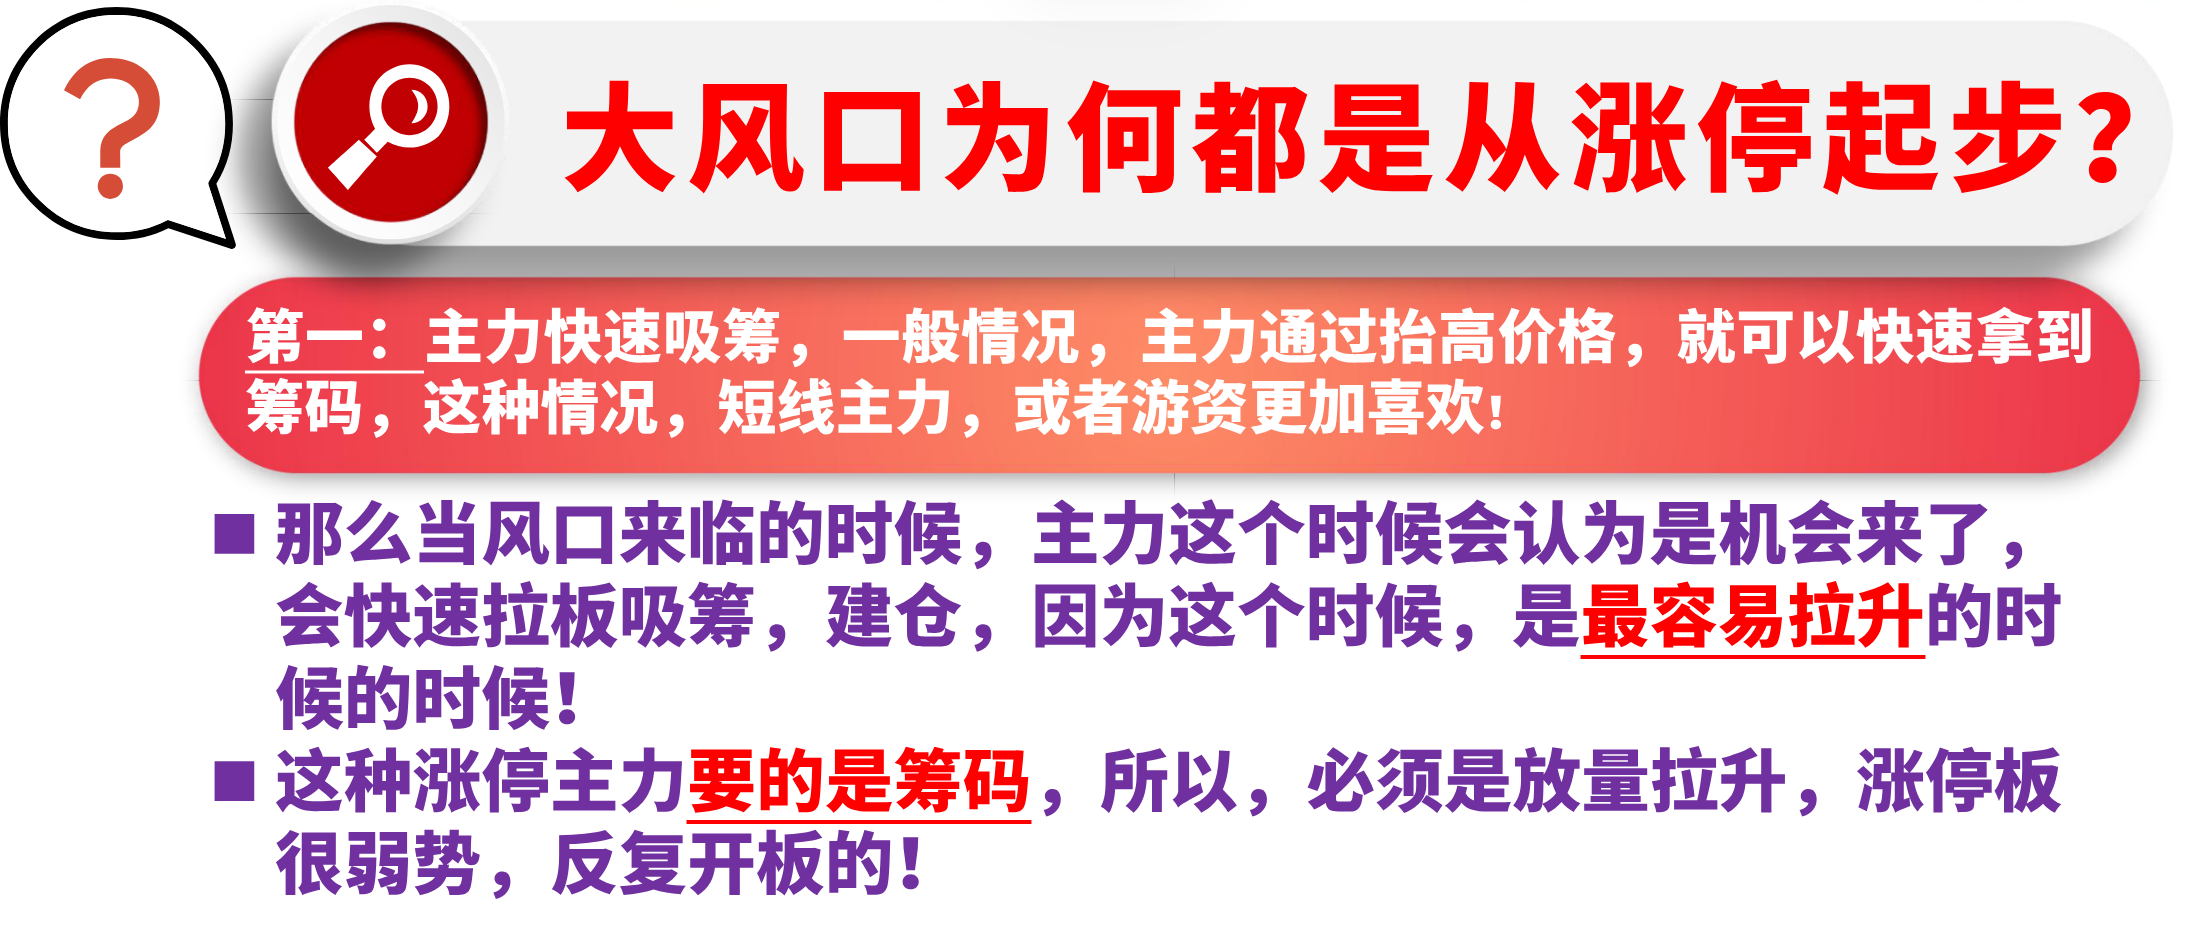 ?
大风口为何都是从涨停起步？
第一：主力快速吸筹，一般情况，主力通过抬高价格，就可以快速拿到
筹码，这种情况，短线主力，或者游资更加喜欢!
■ 那么当风口来临的时候，主力这个时候会认为是机会来了，
会快速拉板吸筹，建仓，因为这个时候，是最容易拉升的时
候的时候！
■ 这种涨停主力要的是筹码，所以，必须是放量拉升，涨停板
很弱势，反复开板的！